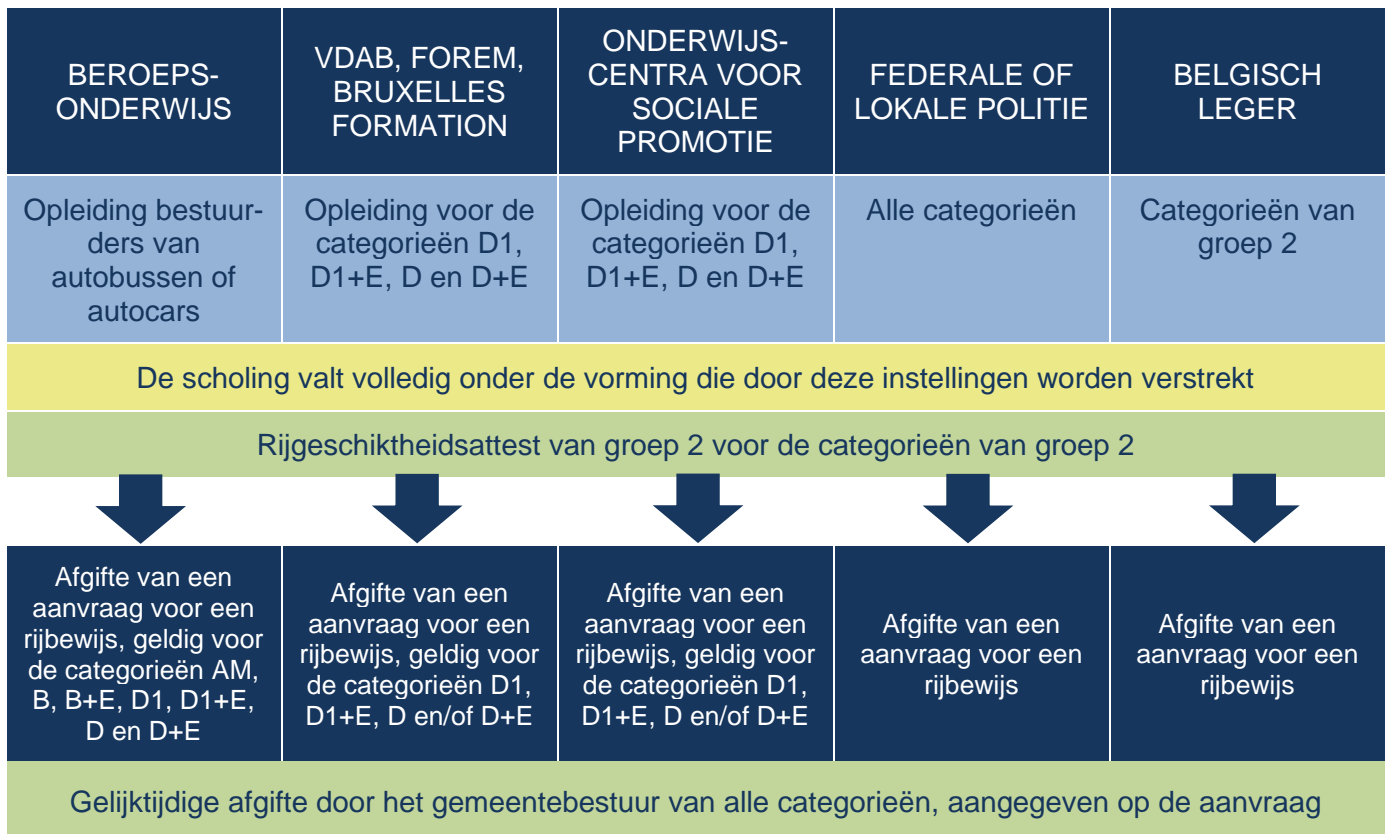 BEROEPS-
ONDERWIJS
VDAB, FOREM,
BRUXELLES
FORMATION
ONDERWIJS-
CENTRA VOOR
SOCIALE
PROMOTIE
FEDERALE OF
LOKALE POLITIE
BELGISCH
LEGER
Opleiding bestuur-
ders van
autobussen of
autocars
Opleiding voor de
categorieën D1,
D1+E, D en D+E
Opleiding voor de
categorieën D1,
D1+E, D en D+E
Alle categorieën
Categorieën van
groep 2
De scholing valt volledig onder de vorming die door deze instellingen worden verstrekt
Rijgeschiktheidsattest van groep 2 voor de categorieën van groep 2
Afgifte van een
aanvraag voor een
rijbewijs, geldig voor
de categorieën AM,
B, B+E, D1, D1+E,
D en D+E
Afgifte van een
aanvraag voor een
rijbewijs, geldig voor
de categorieën D1,
D1+E, D en/of D+E
Afgifte van een
aanvraag voor een
rijbewijs, geldig voor
de categorieën D1,
D1+E, D en/of D+E
Afgifte van een
aanvraag voor een
rijbewijs
Afgifte van een
aanvraag voor een
rijbewijs
Gelijktijdige afgifte door het gemeentebestuur van alle categorieën, aangegeven op de aanvraag